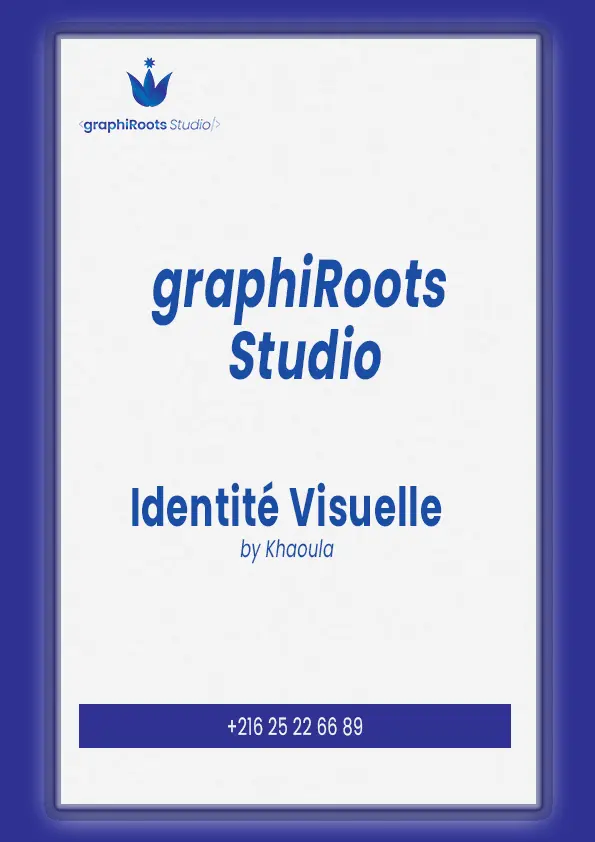 <graphiRoots Studio/>
graphiRoots
Studio
Identité Visuelle
by Khaoula
+216 25 22 66 89